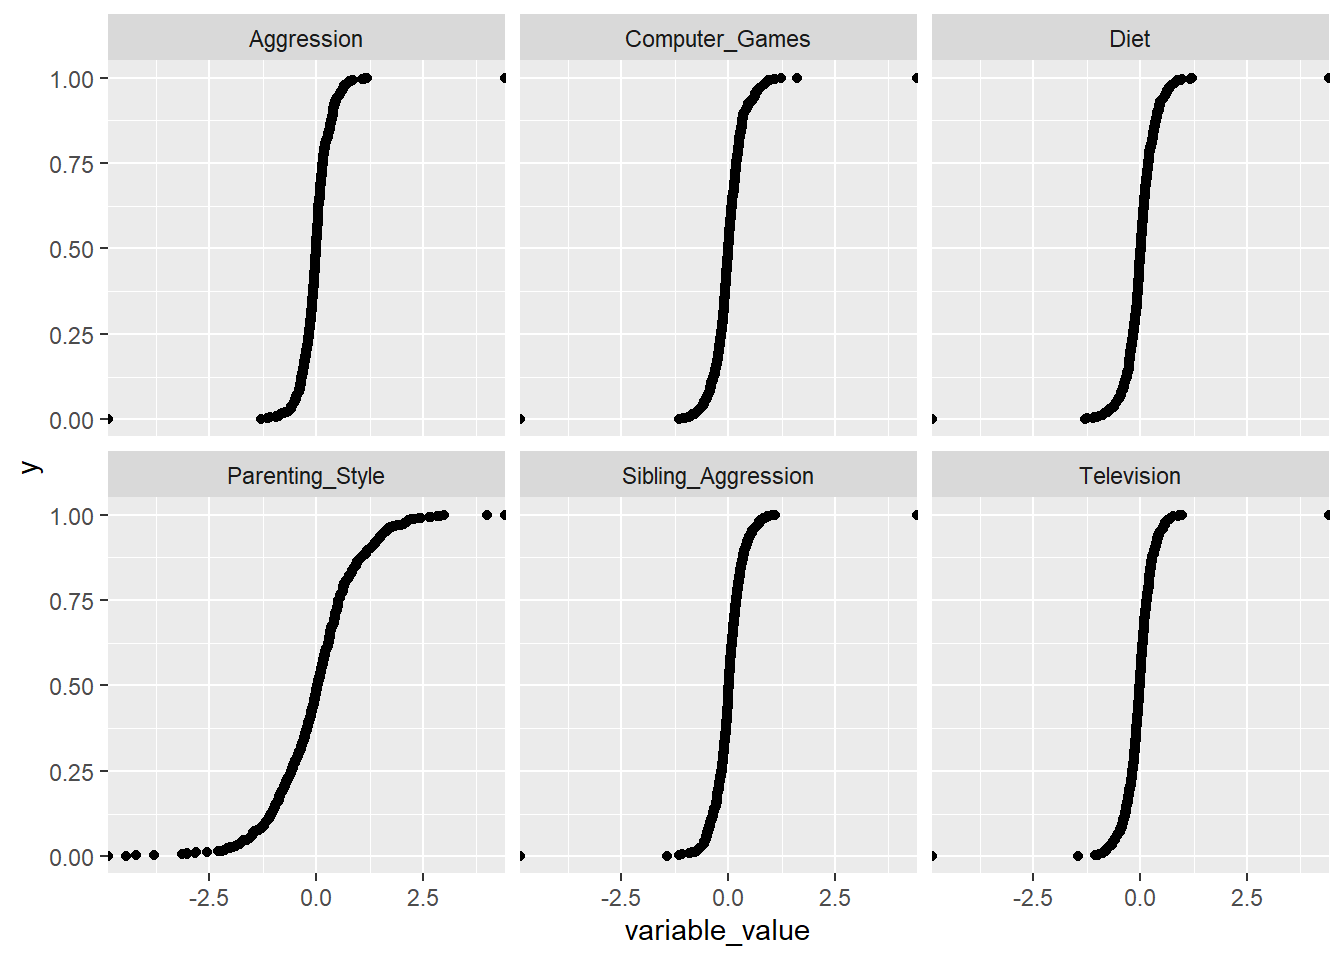 Aggression
Computer_Games
Diet
1.00
0.75
0.50
0.25
0.00
y
Parenting_Style
Sibling_Aggression
Television
1.00
0.75
0.50
0.25
0.00
-2.5 0.0 2.5
-2.5 0.0 2.5
-2.5 0.0 2.5
variable_value